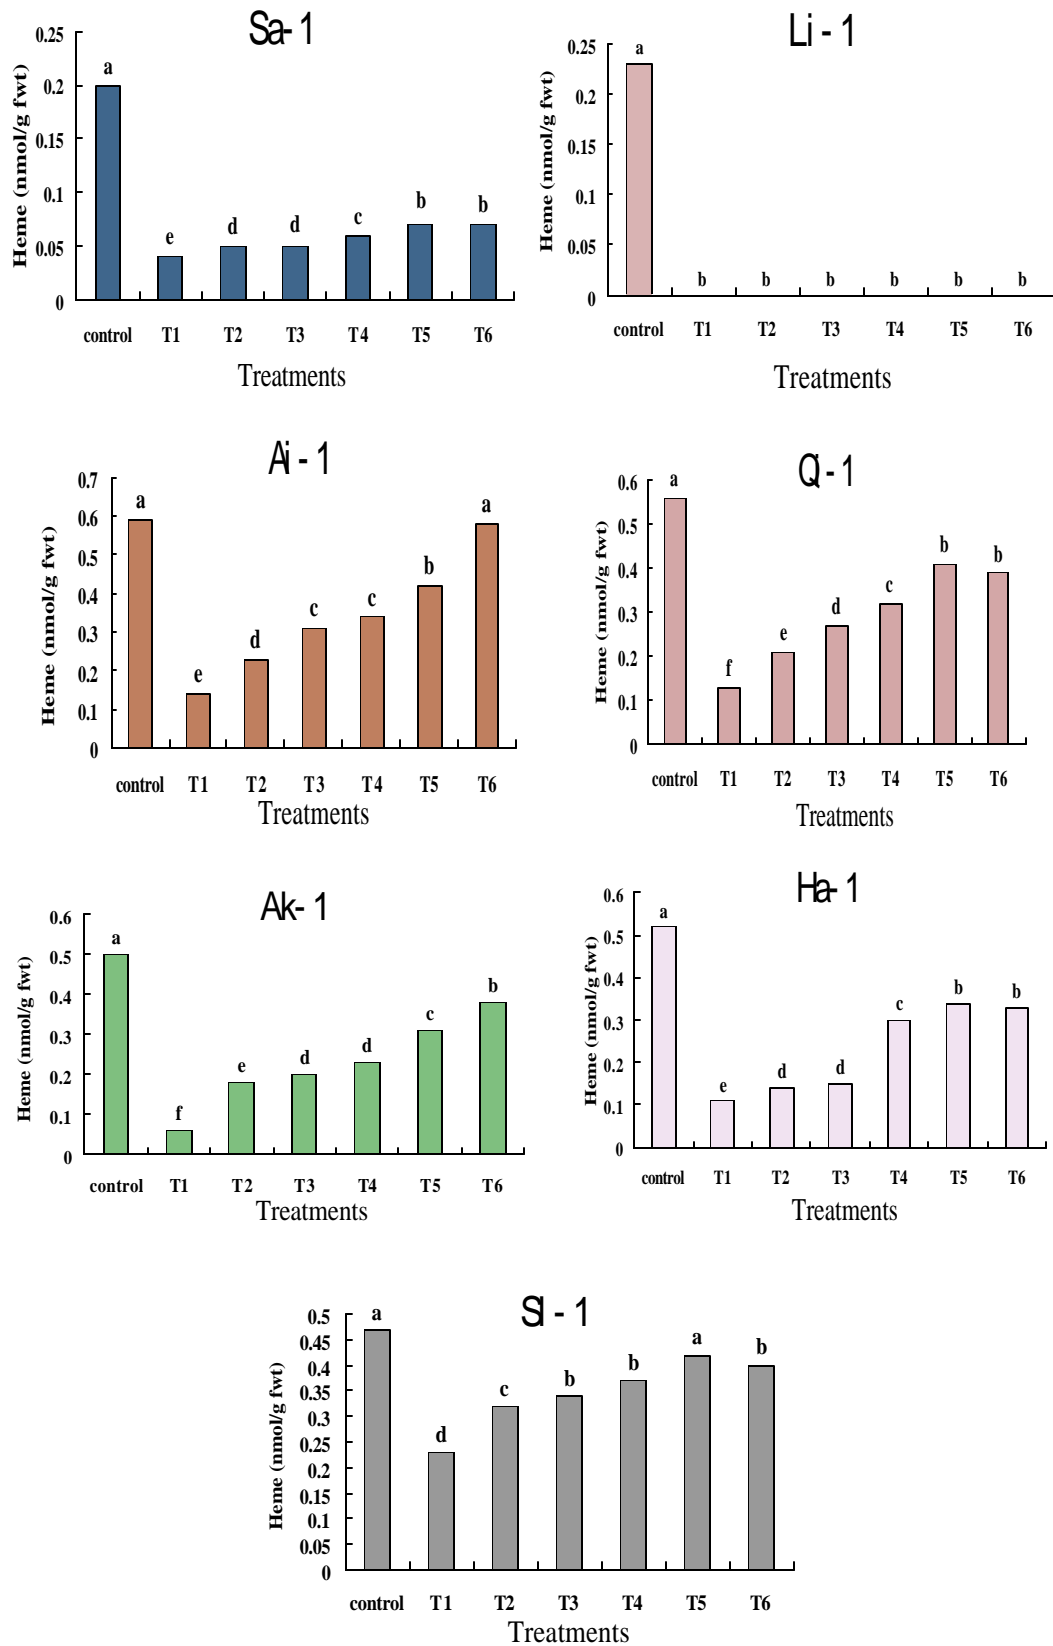 Sa-1
Heme (nmol/g fwt)
0.25
0.2
0.15
0.1
0.05
0
a
e
d
d
c
b
b
control T1 T2 T3 T4 T5 T6
Treatments
Li-1
Heme (nmol/g fwt)
0.25
0.2
0.15
0.1
0.05
0
a
b b b b b b
control T1 T2 T3 T4 T5 T6
Treatments
Ai-1
Heme (nmol/g fwt)
0.7
0.6
0.5
0.4
0.3
0.2
0.1
0
a
e
d
c
c
b
a
control T1 T2 T3 T4 T5 T6
Treatments
Qi-1
Heme (nmol/g fwt)
0.6
0.5
0.4
0.3
0.2
0.1
0
a
f
e
d
c
b
b
control T1 T2 T3 T4 T5 T6
Treatments
Ak-1
Heme (nmol/g fwt)
0.6
0.5
0.4
0.3
0.2
0.1
0
a
f
e
d
d
c
b
control T1 T2 T3 T4 T5 T6
Treatments
Ha-1
Heme (nmol/g fwt)
0.6
0.5
0.4
0.3
0.2
0.1
0
a
e
d
d
c
b
b
control T1 T2 T3 T4 T5 T6
Treatments
Sl-1
Heme (nmol/g fwt)
0.5
0.45
0.4
0.35
0.3
0.25
0.2
0.15
0.1
0.05
0
a
d
c
b
b
a
b
control T1 T2 T3 T4 T5 T6
Treatments